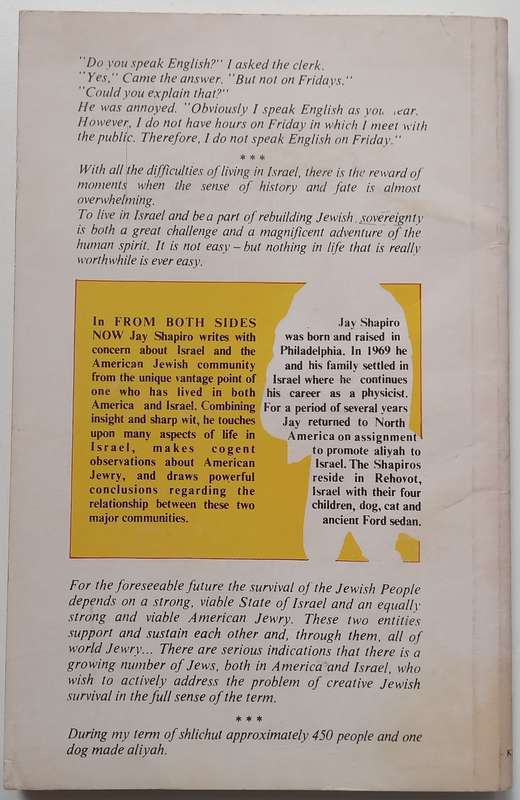 "Do you speak English?" I asked the clerk.
"Yes," Came the answer. "But not on Fridays."
"Could you explain that?"
He was annoyed. "Obviously I speak English as you
However, I do not have hours on Friday in which I meet with
the public. Therefore, I do not speak English on Friday."
***
With all the difficulties of living in Israel, there is the reward of
moments when the sense of history and fate is almost
overwhelming.
To live in Israel and be a part of rebuilding Jewish sovereignty
is both a great challenge and a magnificent adventure of the
human spirit. It is not easy – but nothing in life that is really
worthwhile is ever easy.
In FROM BOTH SIDES
NOW Jay Shapiro writes with
concern about Israel and the
American Jewish community
from the unique vantage point of
one who has lived in both
America and Israel. Combining
insight and sharp wit, he touches
upon many aspects of life in
Israel, makes cogent
observations about American
Jewry, and draws powerful
conclusions regarding the
relationship between these two
major communities.
Jay Shapiro
was born and raised in
Philadelphia. In 1969 he
and his family settled in
Israel where he continues
his career as a physicist.
For a period of several years
Jay returned to North
America on assignment
to promote aliyah to
Israel. The Shapiros
reside in Rehovot,
Israel with their four
children, dog, cat and
ancient Ford sedan.
For the foreseeable future the survival of the Jewish People
depends on a strong, viable State of Israel and an equally
strong and viable American Jewry. These two entities
support and sustain each other and, through them, all of
world Jewry... There are serious indications that there is a
growing number of Jews, both in America and Israel, who
wish to actively address the problem of creative Jewish
survival in the full sense of the term.
***
During my term of shlichut approximately 450 people and one
dog made aliyah.
K